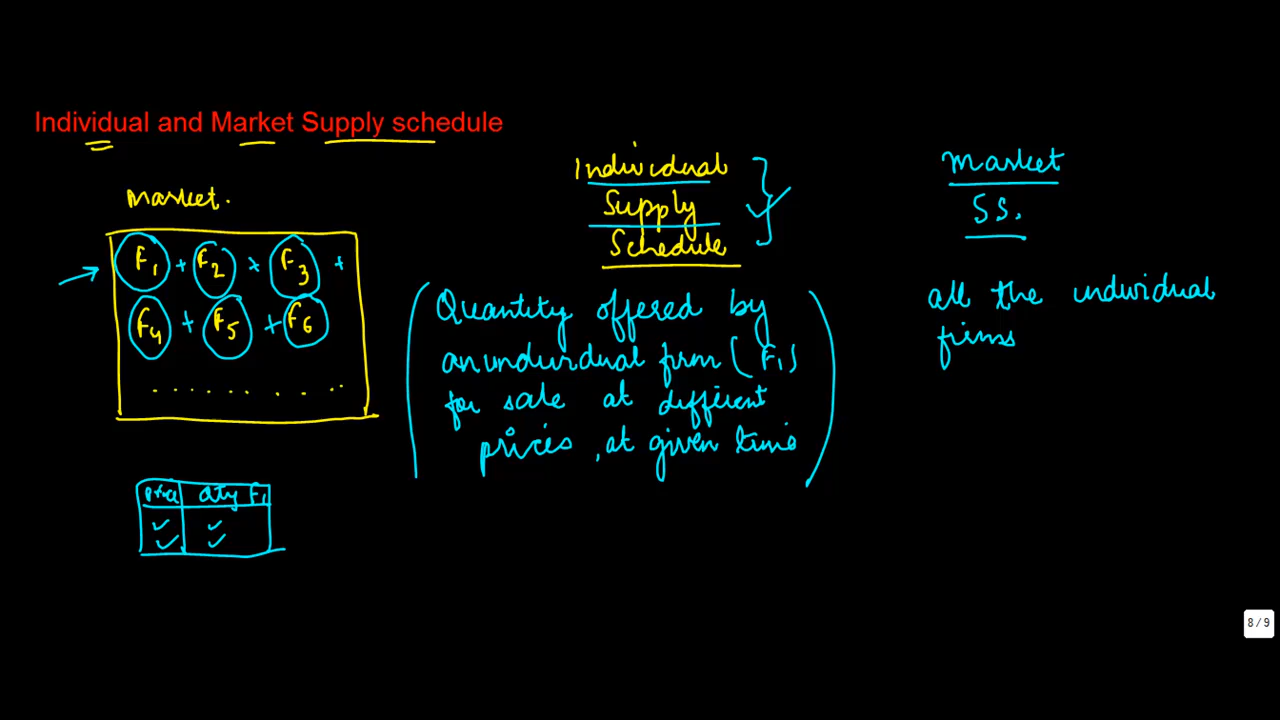 Individual and Market Supply schedule
Market.
F1 + F2 + F3 +
F4 + F5 + F6
. . . . . . . . .
price qty F1
✓ ✓
✓ ✓
Individual
Supply
Schedule
Quantity offered by
an individual firm (F1)
for sale at different
prices, at given time
Market
SS.
all the individual
firms
8 / 9